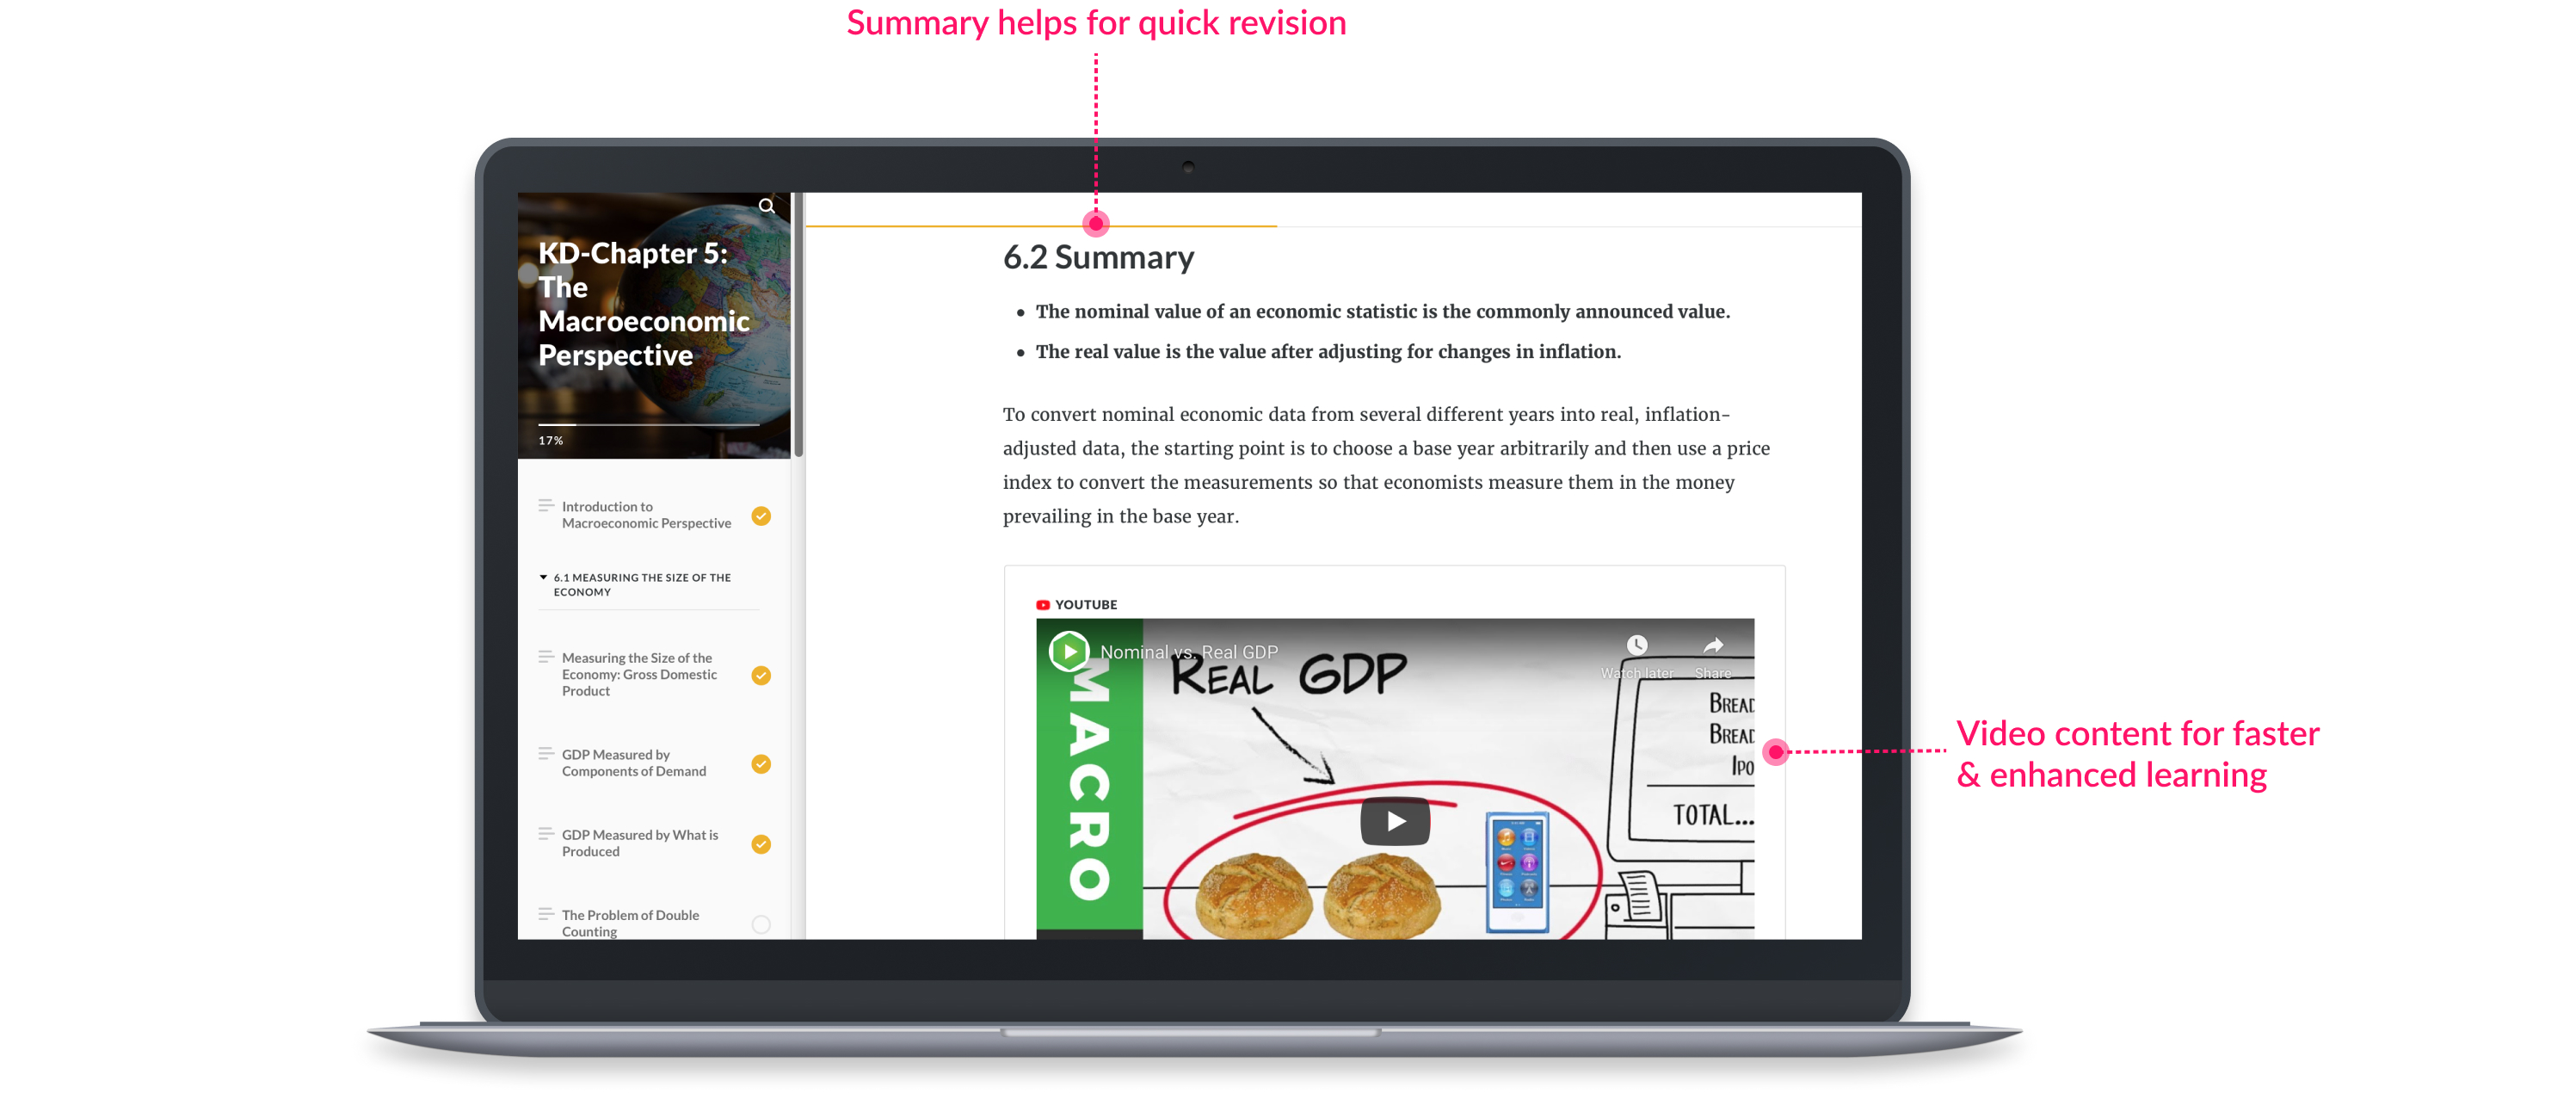 Summary helps for quick revision
KD-Chapter 5:
The
Macroeconomic
Perspective
17%
Introduction to
Macroeconomic Perspective
6.1 MEASURING THE SIZE OF THE
ECONOMY
Measuring the Size of the
Economy: Gross Domestic
Product
GDP Measured by
Components of Demand
GDP Measured by What is
Produced
The Problem of Double
Counting
6.2 Summary
The nominal value of an economic statistic is the commonly announced value.
The real value is the value after adjusting for changes in inflation.
To convert nominal economic data from several different years into real, inflation-
adjusted data, the starting point is to choose a base year arbitrarily and then use a price
index to convert the measurements so that economists measure them in the money
prevailing in the base year.
YOUTUBE
Nominal vs. Real GDP
Watch later
Share
MACRO
REAL GDP
BREAD
BREAD
IPO
TOTAL...
Video content for faster
& enhanced learning